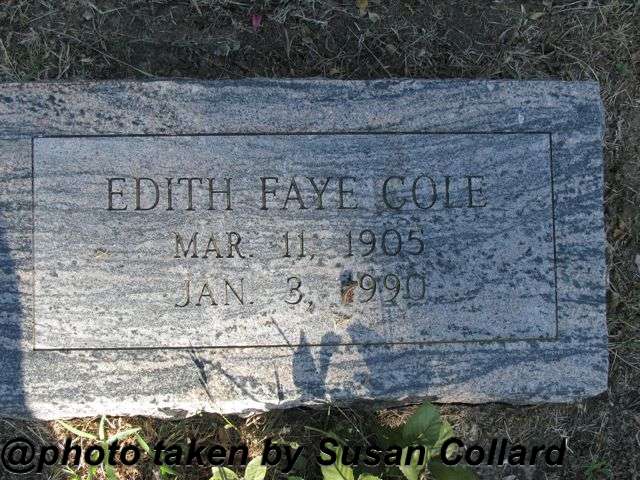 EDITH FAYE COLE
MAR. 11, 1905
JAN. 3, 1990
@photo taken by Susan Collard